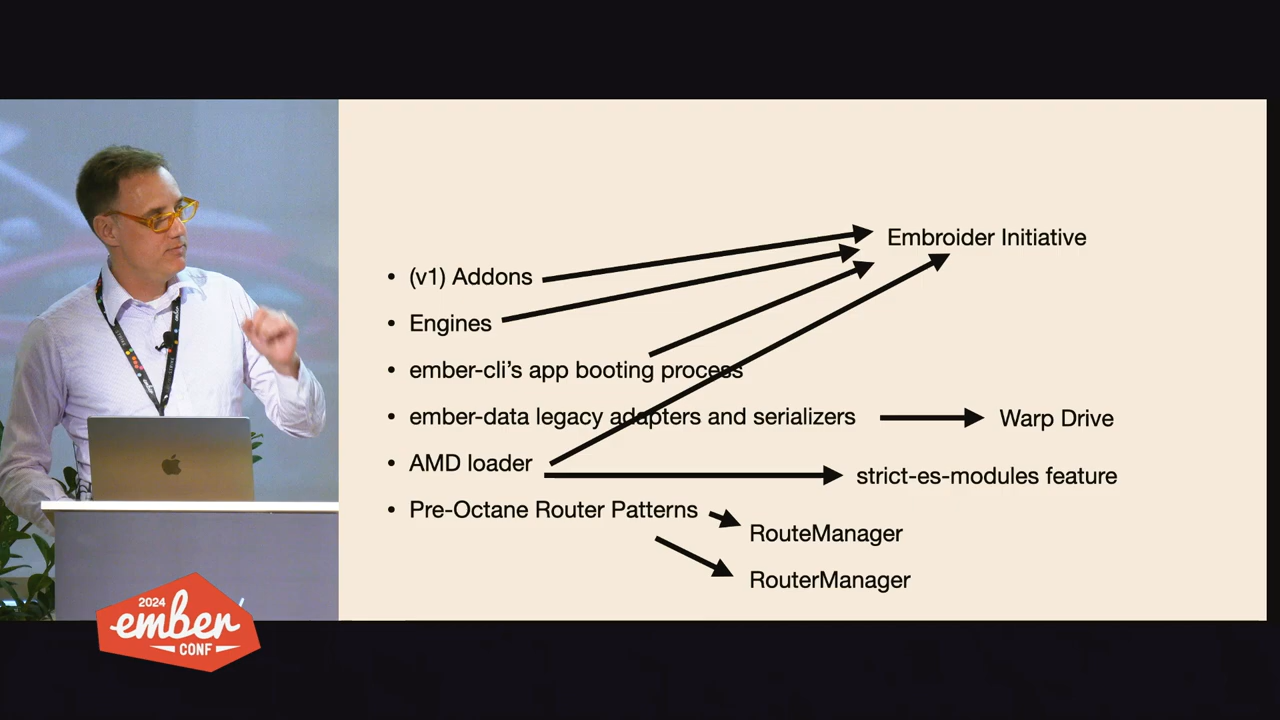 Embroider Initiative
• (v1) Addons
• Engines
• ember-cli's app booting process
• ember-data legacy adapters and serializers
Warp Drive
• AMD loader
strict-es-modules feature
• Pre-Octane Router Patterns
RouteManager
RouterManager
2024
ember
CONF